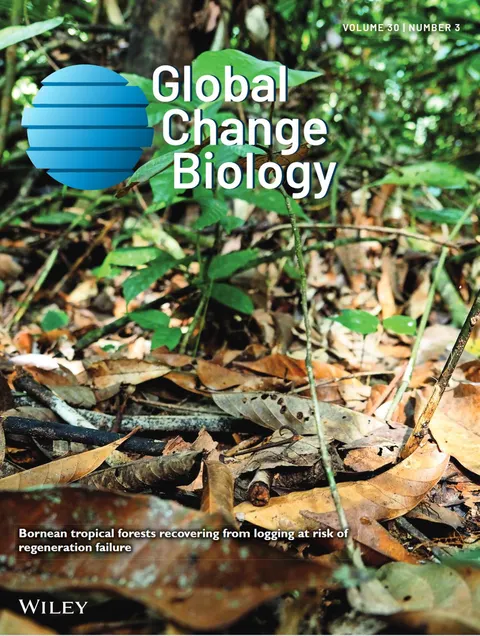 VOLUME 30 | NUMBER 3
Global
Change
Biology
Bornean tropical forests recovering from logging at risk of
regeneration failure
WILEY